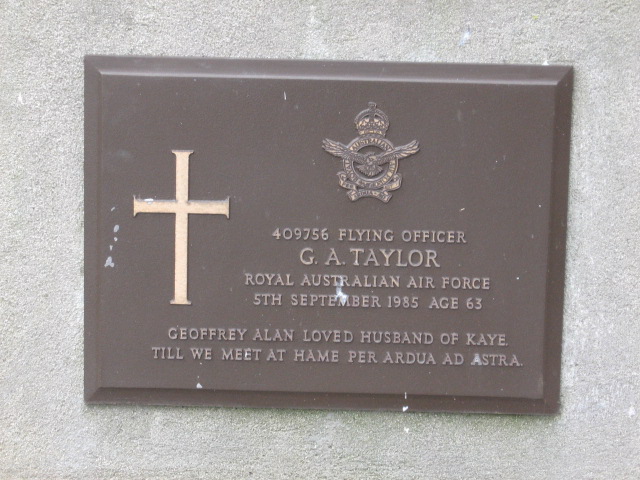 409756 FLYING OFFICER
G. A. TAYLOR
ROYAL AUSTRALIAN AIR FORCE
5TH SEPTEMBER 1985 AGE 63
GEOFFREY ALAN LOVED HUSBAND OF KAYE.
TILL WE MEET AT HAME PER ARDUA AD ASTRA.